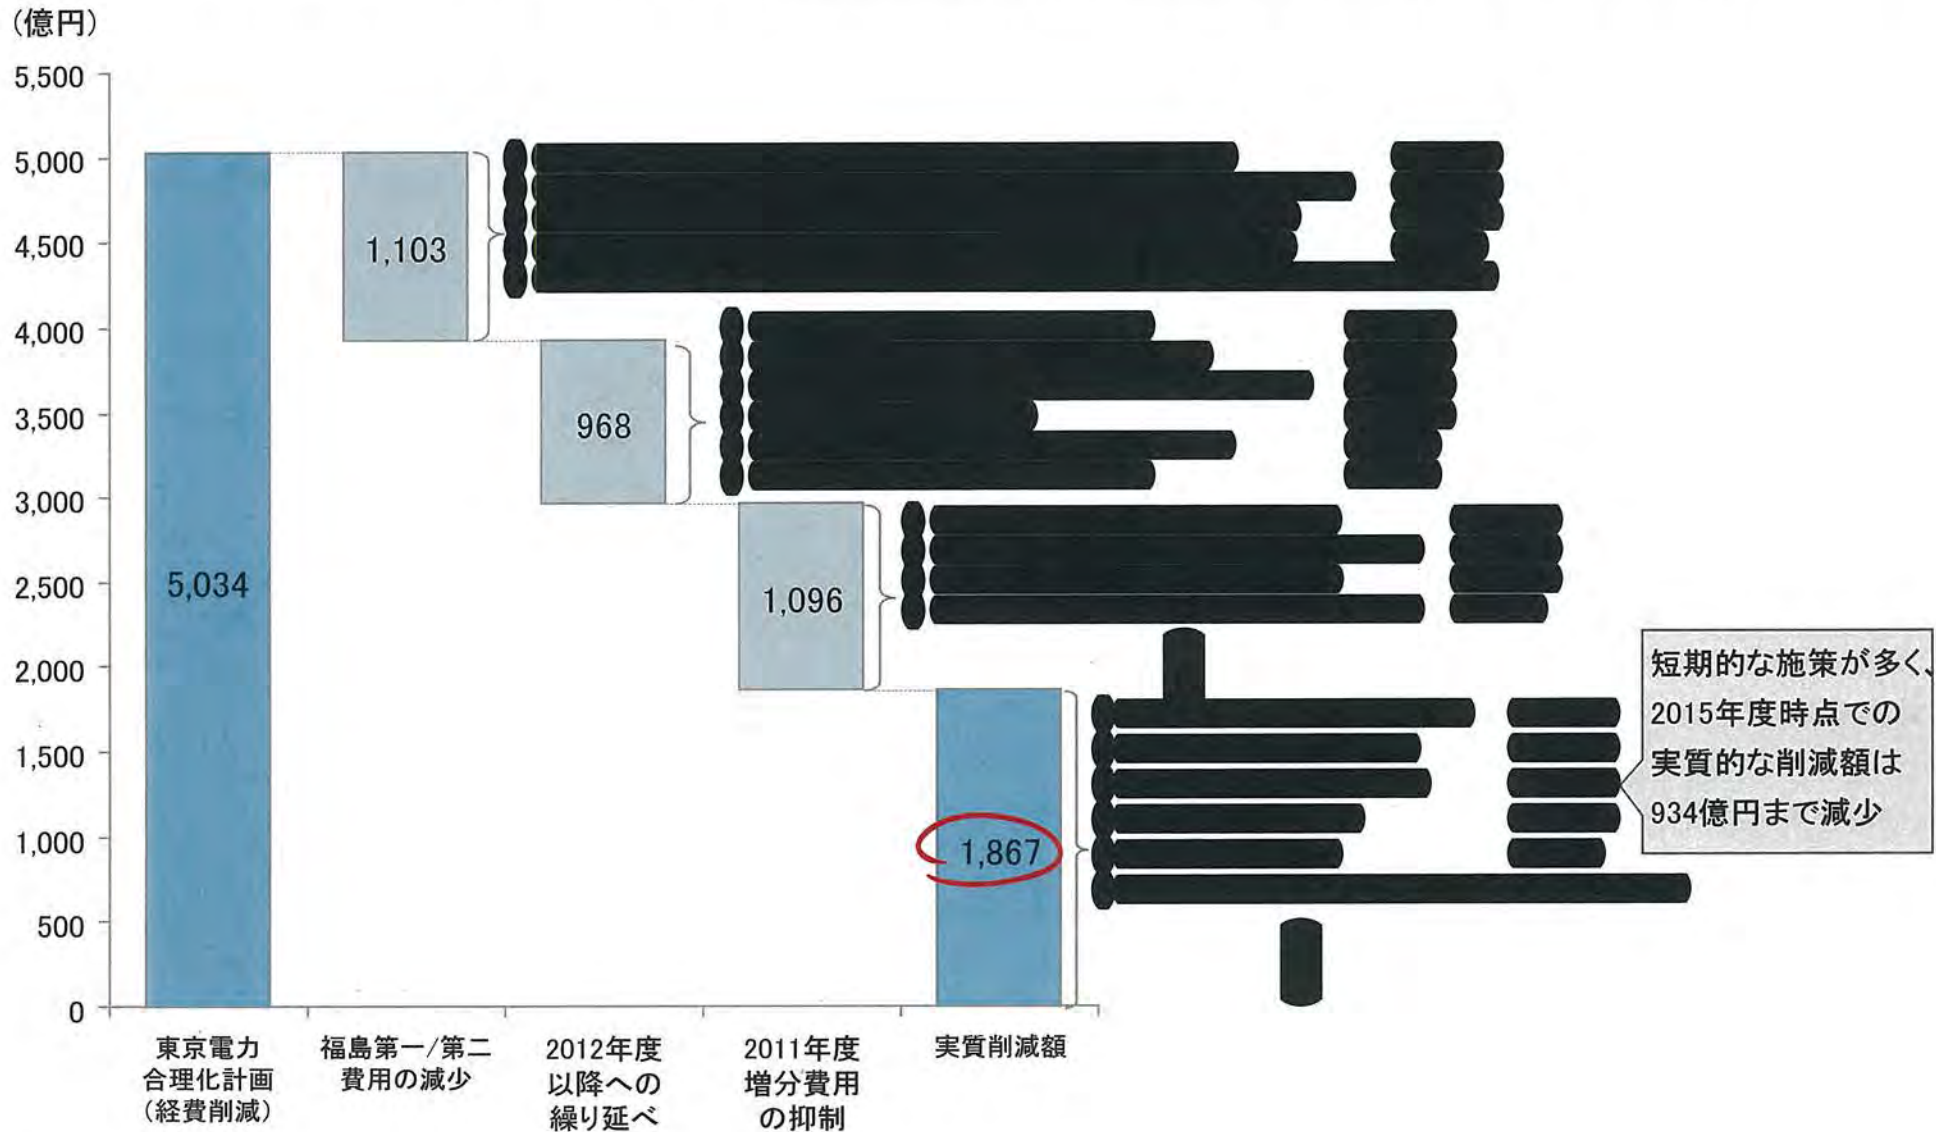 (億円)
5,500
5,000
4,500
4,000
3,500
3,000
2,500
2,000
1,500
1,000
500
0
5,034
1,103
968
1,096
1,867
短期的な施策が多く、
2015年度時点での
実質的な削減額は
934億円まで減少
東京電力
合理化計画
(経費削減)
福島第一/第二
費用の減少
2012年度
以降への
繰り延べ
2011年度
増分費用
の抑制
実質削減額